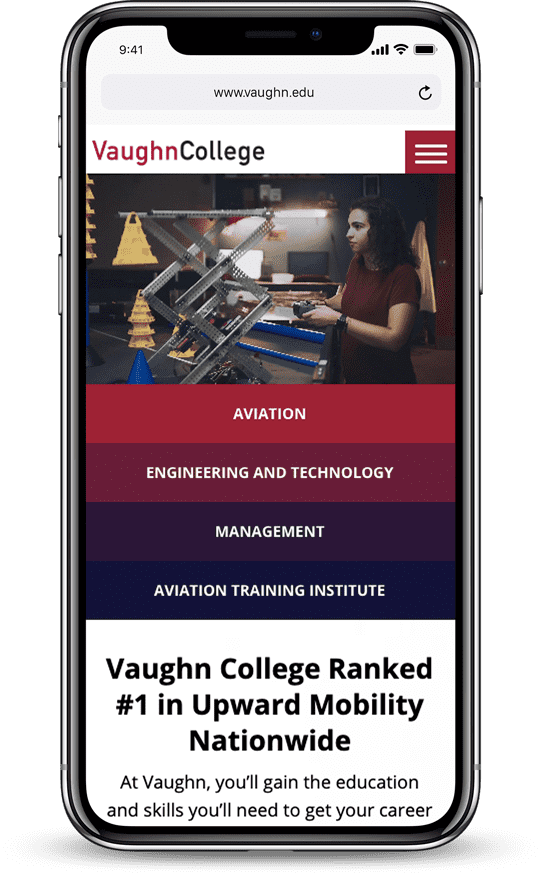 9:41
www.vaughn.edu
VaughnCollege
AVIATION
ENGINEERING AND TECHNOLOGY
MANAGEMENT
AVIATION TRAINING INSTITUTE
Vaughn College Ranked
#1 in Upward Mobility
Nationwide
At Vaughn, you’ll gain the education
and skills you’ll need to get your career